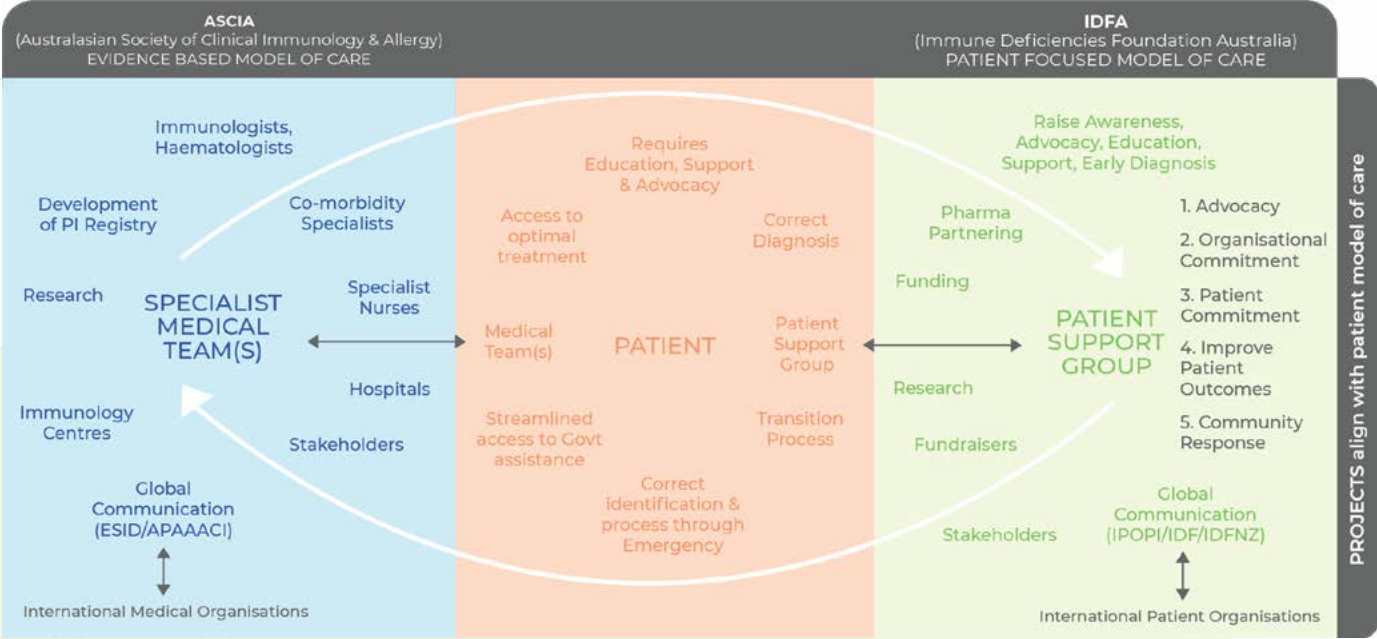 ASCIA
(Australasian Society of Clinical Immunology & Allergy)
EVIDENCE BASED MODEL OF CARE
IDFA
(Immune Deficiencies Foundation Australia)
PATIENT FOCUSED MODEL OF CARE
Immunologists,
Haematologists
Development
of PI Registry
Co-morbidity
Specialists
Research
SPECIALIST
MEDICAL
TEAM(S)
Specialist
Nurses
Hospitals
Immunology
Centres
Stakeholders
Global
Communication
(ESID/APAAACI)
International Medical Organisations
Requires
Education, Support
& Advocacy
Access to
optimal
treatment
Correct
Diagnosis
Medical
Team(s)
PATIENT
Patient
Support
Group
Streamlined
access to Govt
assistance
Transition
Process
Correct
identification &
process through
Emergency
Raise Awareness,
Advocacy, Education,
Support, Early Diagnosis
Pharma
Partnering
Funding
PATIENT
SUPPORT
GROUP
Research
Fundraisers
Stakeholders
1. Advocacy
2. Organisational
Commitment
3. Patient
Commitment
4. Improve
Patient
Outcomes
5. Community
Response
Global
Communication
(IPOPI/IDF/IDFNZ)
International Patient Organisations
PROJECTS align with patient model of care